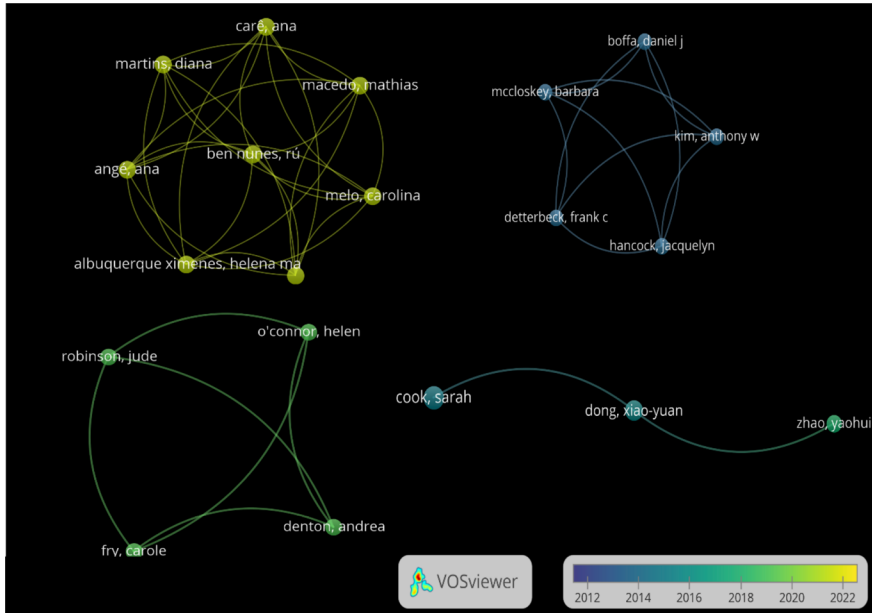 carê, ana
martins, diana
macedo, mathias
ben nunes, rú
angê, ana
melo, carolina
albuquerque ximenes, helena ma
boffa, daniel j
mccloskey, barbara
kim, anthony w
detterbeck, frank c
hancock, jacquelyn
o'connor, helen
robinson, jude
denton, andrea
fry, carole
cook, sarah
dong, xiao-yuan
zhao, yaohui
VOSviewer
2012 2014 2016 2018 2020 2022